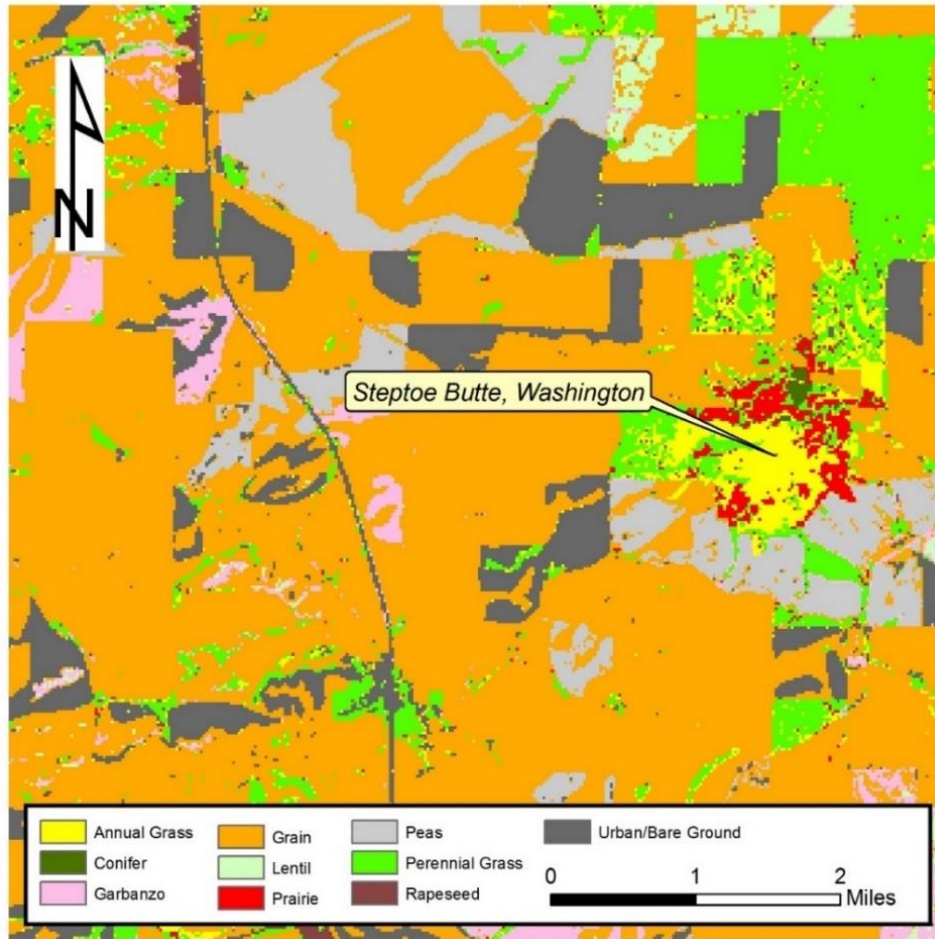 N
Steptoe Butte, Washington
Annual Grass
Grain
Peas
Urban/Bare Ground
Conifer
Lentil
Perennial Grass
Garbanzo
Prairie
Rapeseed
0 1 2
Miles